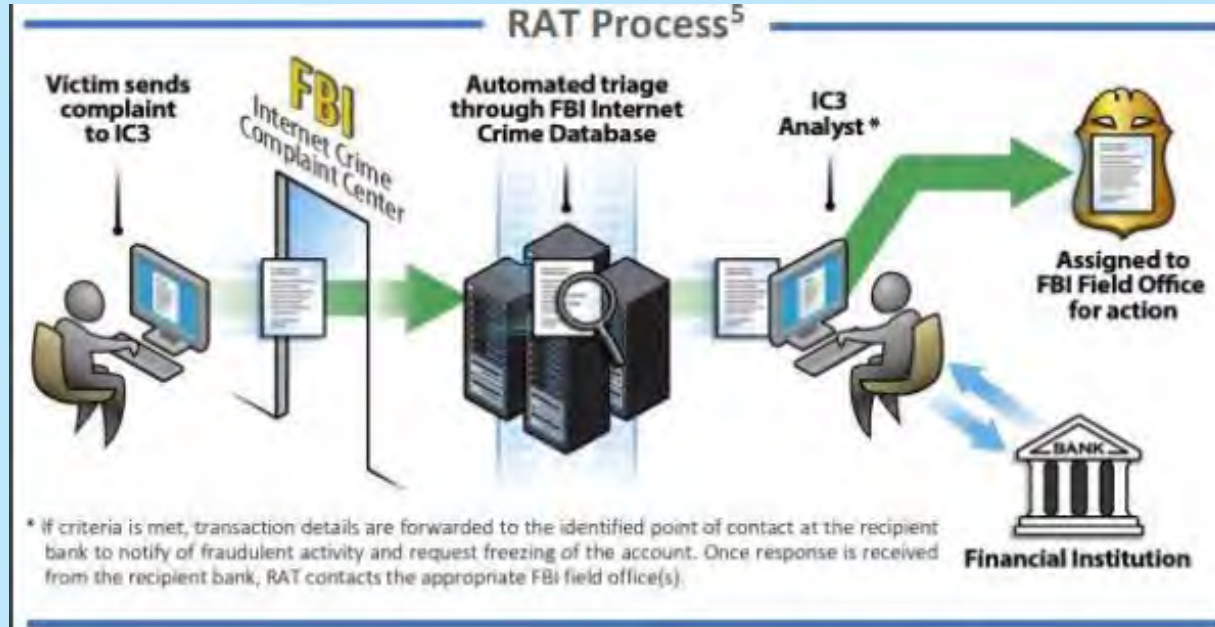 RAT Process⁵
Victim sends
complaint
to IC3
FBI
Internet Crime
Complaint Center
Automated triage
through FBI Internet
Crime Database
IC3
Analyst *
Assigned to
FBI Field Office
for action
BANK
Financial Institution
* If criteria is met, transaction details are forwarded to the identified point of contact at the recipient
bank to notify of fraudulent activity and request freezing of the account. Once response is received
from the recipient bank, RAT contacts the appropriate FBI field office(s).